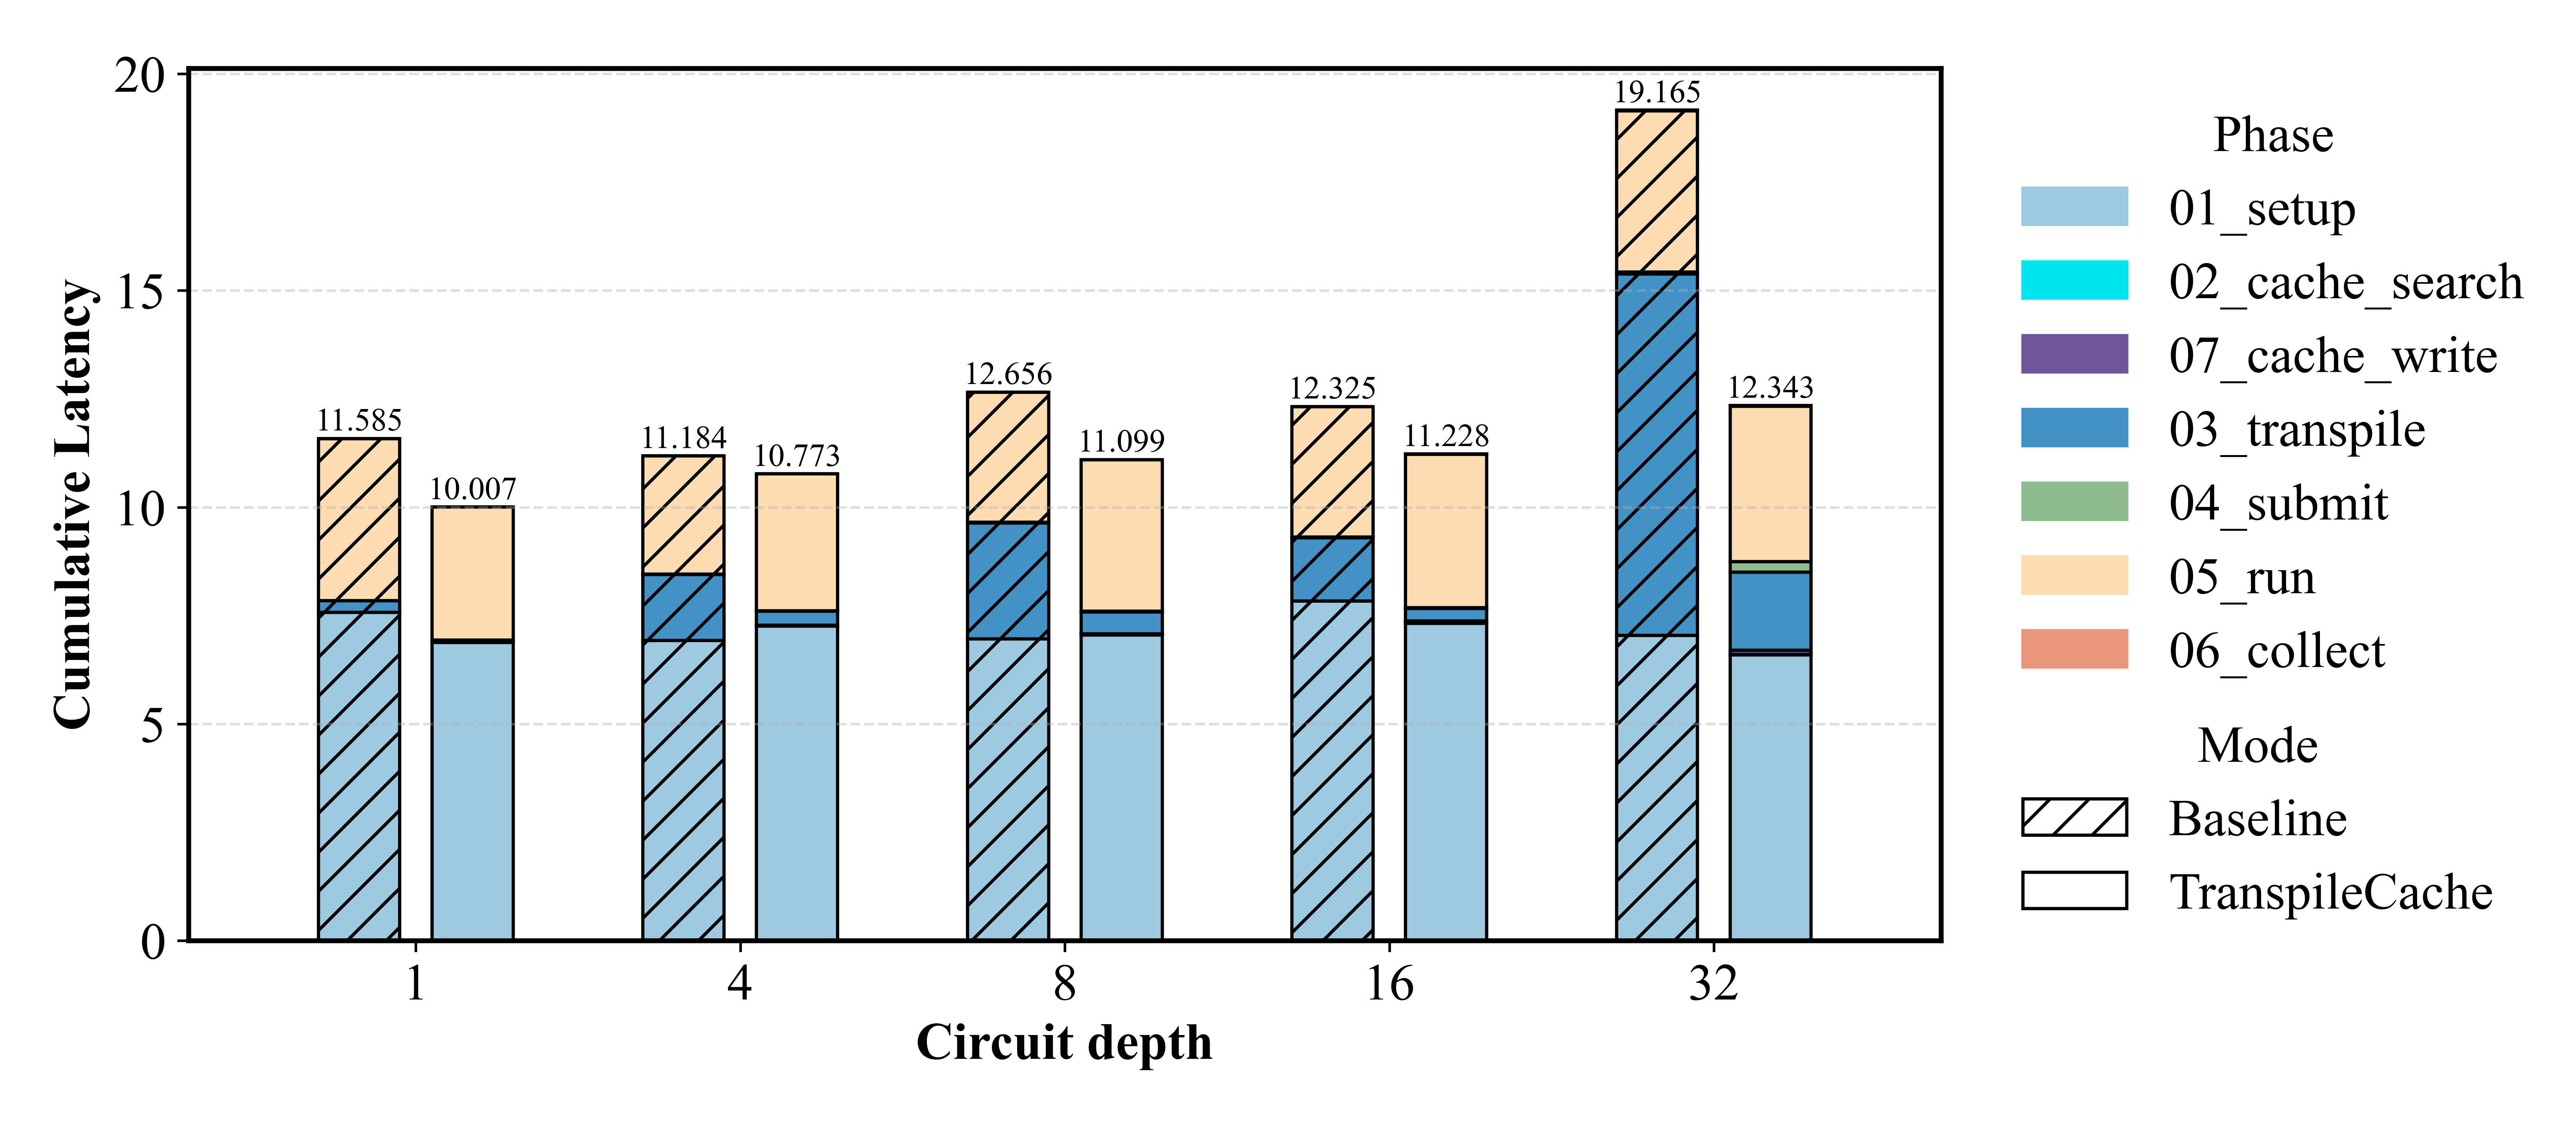 Cumulative Latency
20
15
10
5
0
11.585
10.007
11.184
10.773
12.656
11.099
12.325
11.228
19.165
12.343
1
4
8
16
32
Circuit depth
Phase
01_setup
02_cache_search
07_cache_write
03_transpile
04_submit
05_run
06_collect
Mode
Baseline
TranspileCache